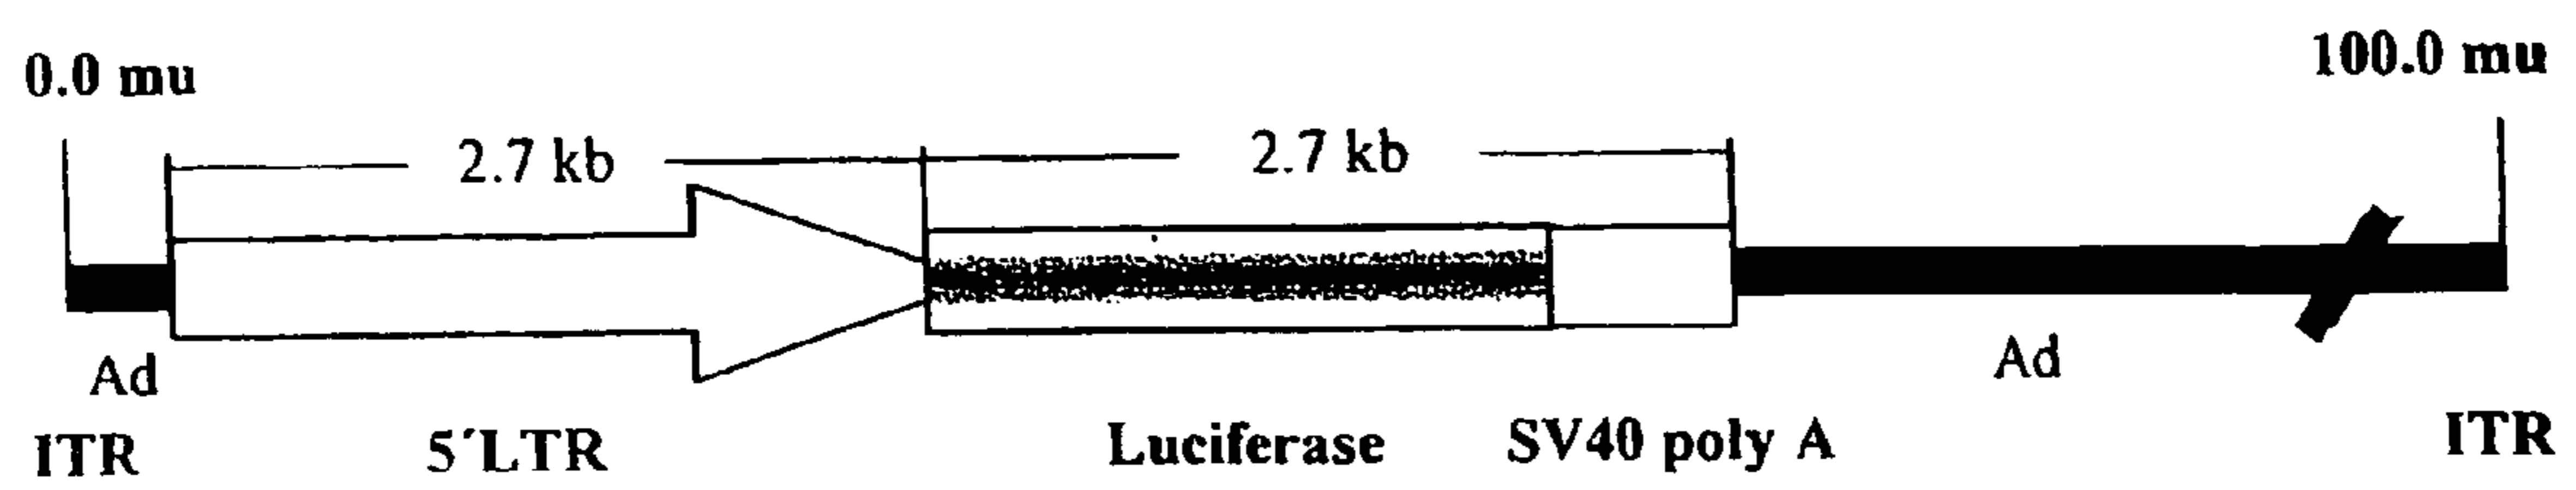 0.0 mu
100.0 mu
2.7 kb
2.7 kb
Ad
Ad
ITR
5´LTR
Luciferase
SV40 poly A
ITR